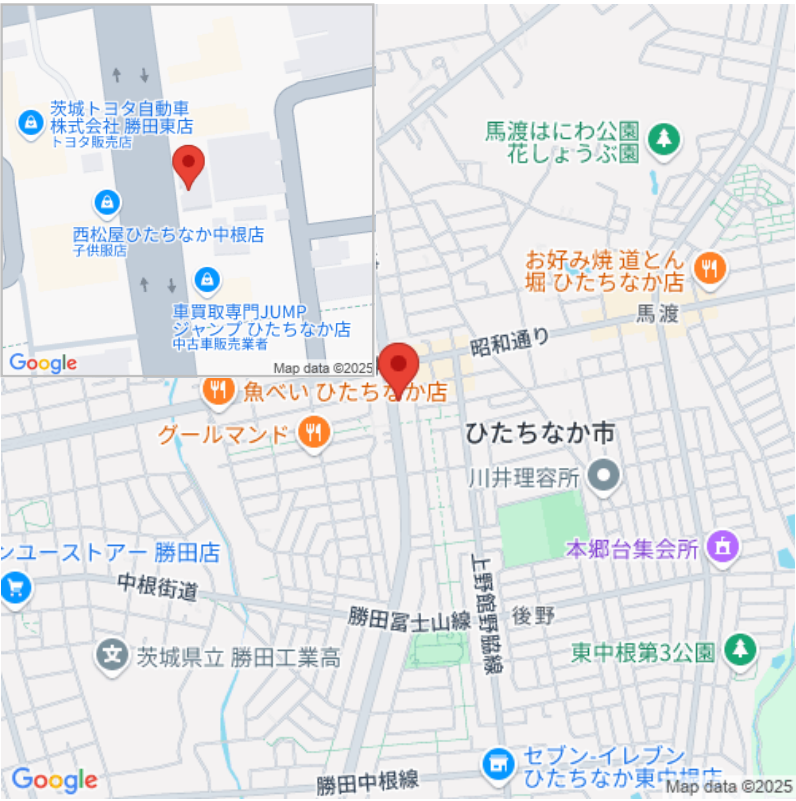 茨城トヨタ自動車
株式会社 勝田東店
トヨタ販売店
西松屋ひたちなか中根店
子供服店
車買取専門JUMP
ジャンプ ひたちなか店
中古車販売業者
Google
Map data ©2025
馬渡はにわ公園
花しょうぶ園
お好み焼 道とん
堀 ひたちなか店
馬渡
昭和通り
魚べい ひたちなか店
グールマンド
ひたちなか市
川井理容所
ンユーストアー 勝田店
本郷台集会所
中根街道
勝田冨士山線
上野館野脇線
後野
茨城県立 勝田工業高
東中根第3公園
セブン-イレブン
ひたちなか東中根店
勝田中根線
Google
Map data ©2025